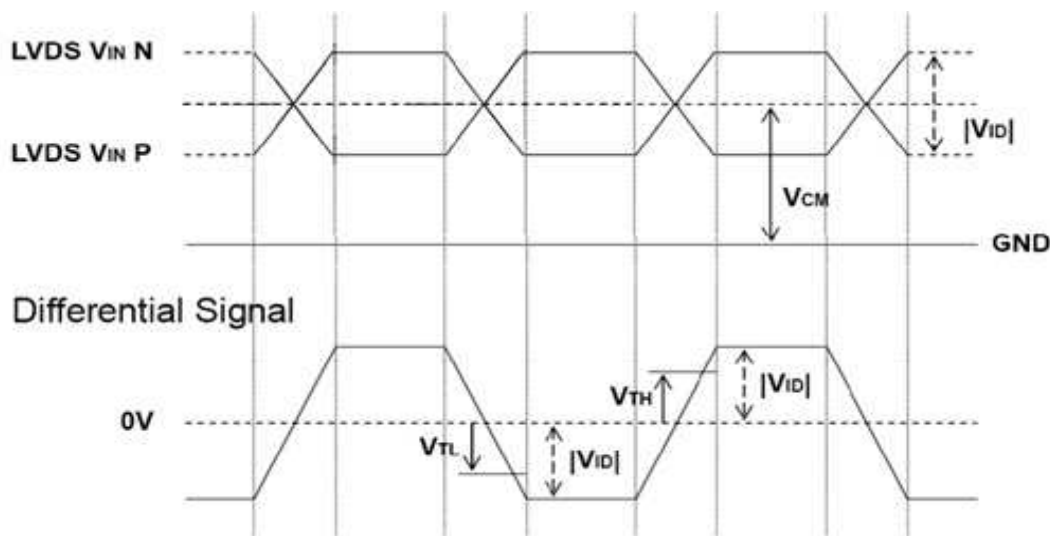 LVDS VIN N
|VID|
LVDS VIN P
VCM
GND
Differential Signal
|VID|
VTH
0V
VTL
|VID|